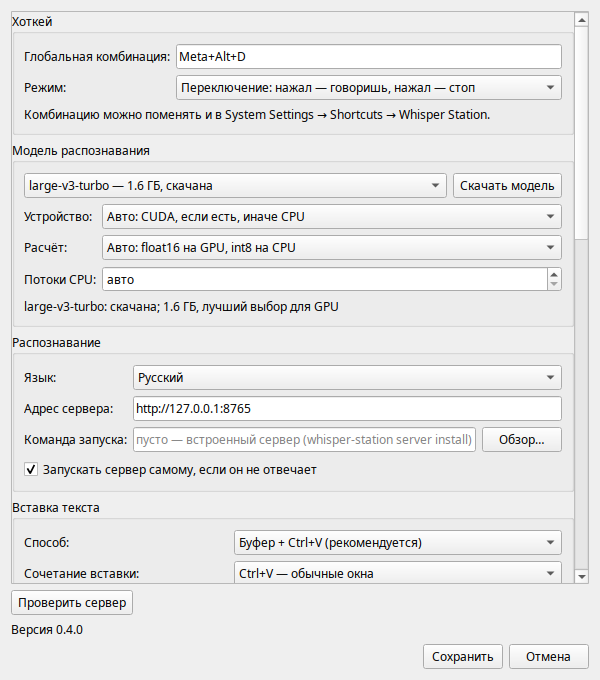 Хоткей
Глобальная комбинация: Meta+Alt+D
Режим: Переключение: нажал — говоришь, нажал — стоп
Комбинацию можно поменять и в System Settings → Shortcuts → Whisper Station.
Модель распознавания
large-v3-turbo — 1.6 ГБ, скачана Скачать модель
Устройство: Авто: CUDA, если есть, иначе CPU
Расчёт: Авто: float16 на GPU, int8 на CPU
Потоки CPU: авто
large-v3-turbo: скачана; 1.6 ГБ, лучший выбор для GPU
Распознавание
Язык: Русский
Адрес сервера: http://127.0.0.1:8765
Команда запуска: пусто — встроенный сервер (whisper-station server install) Обзор...
Запускать сервер самому, если он не отвечает
Вставка текста
Способ: Буфер + Ctrl+V (рекомендуется)
Сочетание вставки: Ctrl+V — обычные окна
Проверить сервер
Версия 0.4.0
Сохранить Отмена